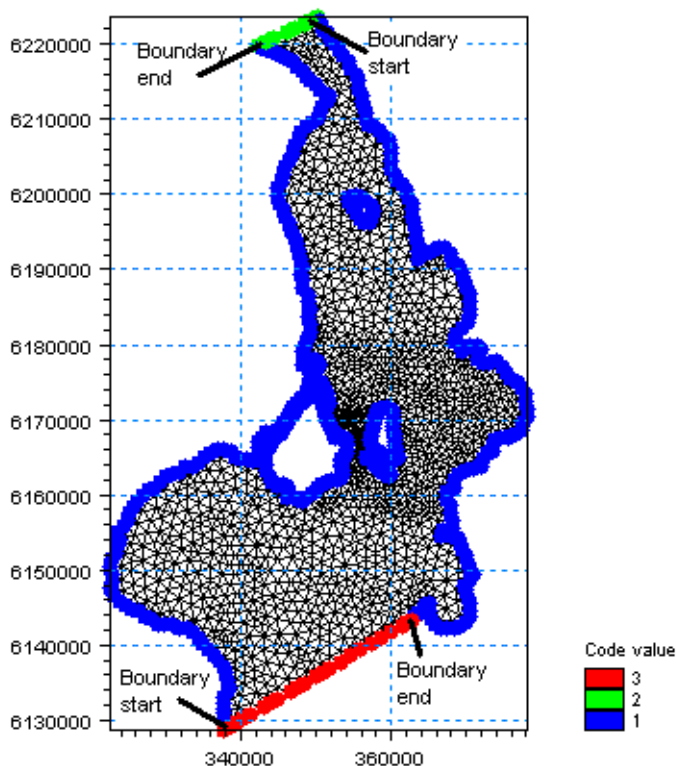 6220000
Boundary
end
Boundary
start
6210000
6200000
6190000
6180000
6170000
6160000
6150000
6140000
Boundary
start
Boundary
end
6130000
340000
360000
Code value
3
2
1